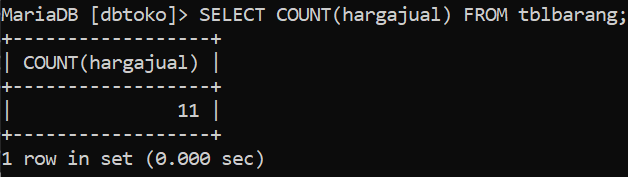 MariaDB [dbtoko]> SELECT COUNT(hargajual) FROM tblbarang;
+------------------+
| COUNT(hargajual) |
+------------------+
|               11 |
+------------------+
1 row in set (0.000 sec)